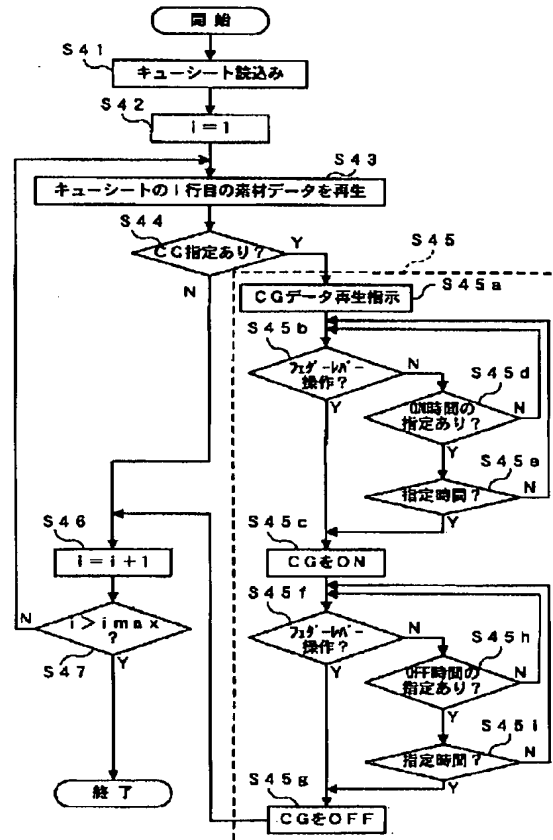 開始
S41
キューシート読込み
S42
i=1
S43
キューシートのi行目の素材データを再生
S44
CG指定あり?
Y
N
S45
S45a
CGデータ再生指示
S45b
フェダーレバー
操作?
N
Y
S45d
ON時間の
指定あり?
N
Y
S45e
指定時間?
N
Y
S45c
CGをON
S45f
フェダーレバー
操作?
N
Y
S45h
OFF時間の
指定あり?
N
Y
S45i
指定時間?
N
Y
S45g
CGをOFF
S46
i=i+1
i>imax
?
N
Y
S47
終了